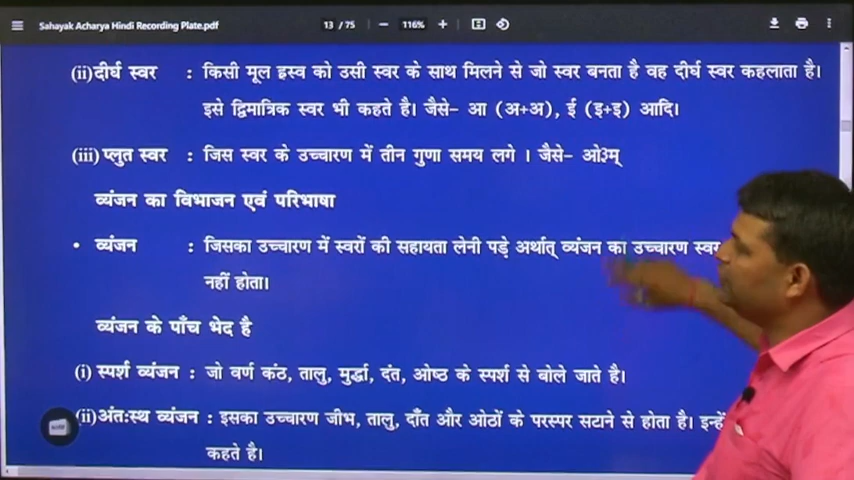 Sahayak Acharya Hindi Recording Plate.pdf 13 / 75 116%
(ii) दीर्घ स्वर : किसी मूल ह्रस्व को उसी स्वर के साथ मिलने से जो स्वर बनता है वह दीर्घ स्वर कहलाता है।
इसे द्विमात्रिक स्वर भी कहते है। जैसे- आ (अ+अ), ई (इ+इ) आदि।
(iii) प्लुत स्वर : जिस स्वर के उच्चारण में तीन गुणा समय लगे । जैसे- ओ३म्
व्यंजन का विभाजन एवं परिभाषा
• व्यंजन : जिसका उच्चारण में स्वरों की सहायता लेनी पड़े अर्थात् व्यंजन का उच्चारण
नहीं होता।
व्यंजन के पाँच भेद है
(i) स्पर्श व्यंजन : जो वर्ण कंठ, तालु, मुर्द्धा, दंत, ओष्ठ के स्पर्श से बोले जाते है।
(ii) अंत:स्थ व्यंजन : इसका उच्चारण जीभ, तालु, दाँत और ओठों के परस्पर सटाने से होता है। इन्हें
कहते है।